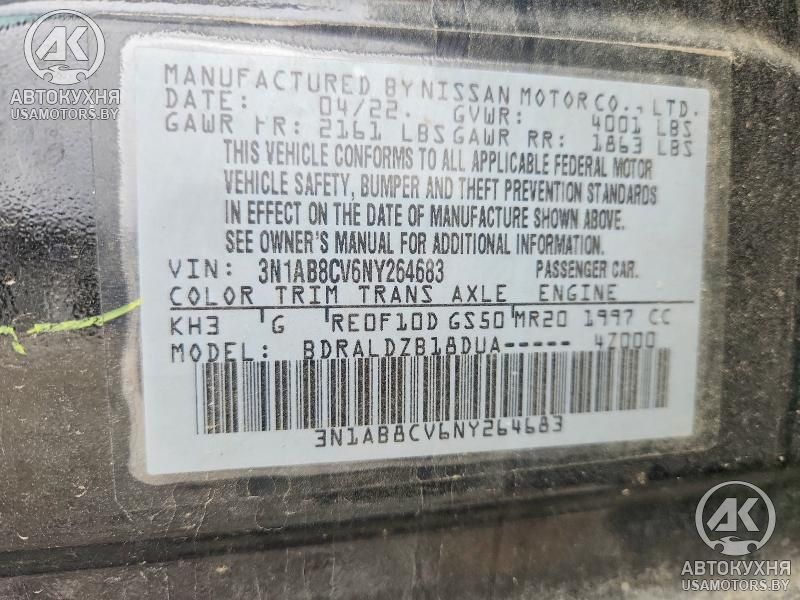 AK
АВТОКУХНЯ
USAMOTORS.BY
MANUFACTURED BY NISSAN MOTOR CO., LTD.
DATE: 04/22. GVWR: 4001 LBS
GAWR FR: 2161 LBS GAWR RR: 1863 LBS
THIS VEHICLE CONFORMS TO ALL APPLICABLE FEDERAL MOTOR
VEHICLE SAFETY, BUMPER AND THEFT PREVENTION STANDARDS
IN EFFECT ON THE DATE OF MANUFACTURE SHOWN ABOVE.
SEE OWNER'S MANUAL FOR ADDITIONAL INFORMATION.
VIN: 3N1AB8CV6NY264683 PASSENGER CAR.
COLOR TRIM TRANS AXLE ENGINE
KH3 G RE0F10D GS50 MR20 1997 CC
MODEL: BDRALDZB18DUA----- 4Z000
3N1AB8CV6NY264683
AK
АВТОКУХНЯ
USAMOTORS.BY